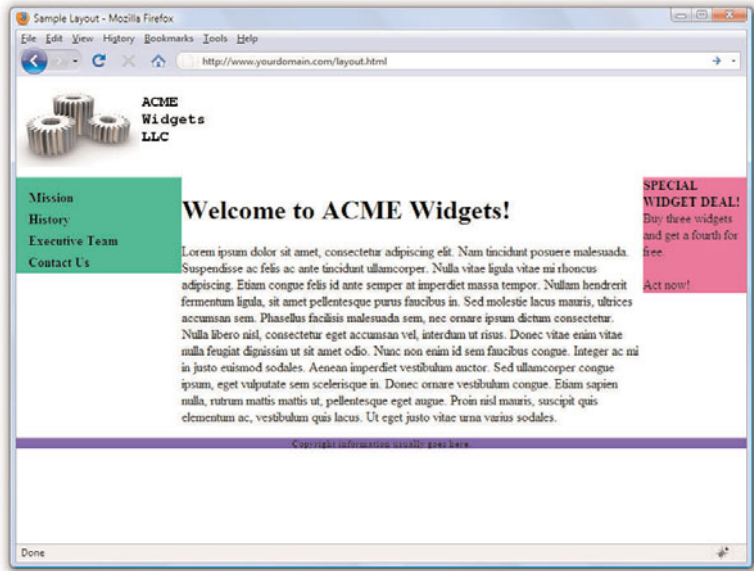 Sample Layout - Mozilla Firefox
File Edit View History Bookmarks Tools Help
http://www.yourdomain.com/layout.html
ACME
Widgets
LLC
Mission
History
Executive Team
Contact Us
Welcome to ACME Widgets!
Lorem ipsum dolor sit amet, consectetur adipiscing elit. Nam tincidunt posuere malesuada.
Suspendisse ac felis ac ante tincidunt ullamcorper. Nulla vitae ligula vitae mi rhoncus
adipiscing. Etiam congue felis id ante semper at imperdiet massa tempor. Nullam hendrerit
fermentum ligula, sit amet pellentesque purus faucibus in. Sed molestie lacus mauris, ultrices
accumsan sem. Phasellus facilisis malesuada sem, nec ornare ipsum dictum consectetur.
Nulla libero nisl, consectetur eget accumsan vel, interdum ut risus. Donec vitae enim vitae
nulla feugiat dignissim ut sit amet odio. Nunc non enim id sem faucibus congue. Integer ac mi
in justo euismod sodales. Aenean imperdiet vestibulum auctor. Sed ullamcorper congue
ipsum, eget vulputate sem scelerisque in. Donec ornare vestibulum congue. Etiam sapien
nulla, rutrum mattis mattis ut, pellentesque eget augue. Proin nisl mauris, suscipit quis
elementum ac, vestibulum quis lacus. Ut eget justo vitae urna varius sodales.
SPECIAL
WIDGET DEAL!
Buy three widgets
and get a fourth for
free.
Act now!
Copyright information usually goes here.
Done